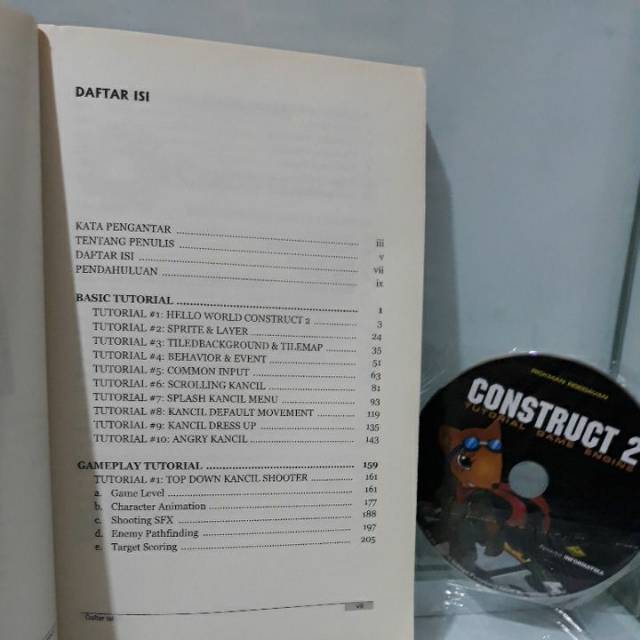 DAFTAR ISI
KATA PENGANTAR ........ iii
TENTANG PENULIS ........ v
DAFTAR ISI ........ vii
PENDAHULUAN ........ ix
BASIC TUTORIAL ........ 1
TUTORIAL #1: HELLO WORLD CONSTRUCT 2 ........ 3
TUTORIAL #2: SPRITE & LAYER ........ 24
TUTORIAL #3: TILEDBACKGROUND & TILEMAP ........ 35
TUTORIAL #4: BEHAVIOR & EVENT ........ 51
TUTORIAL #5: COMMON INPUT ........ 63
TUTORIAL #6: SCROLLING KANCIL ........ 81
TUTORIAL #7: SPLASH KANCIL MENU ........ 93
TUTORIAL #8: KANCIL DEFAULT MOVEMENT ........ 119
TUTORIAL #9: KANCIL DRESS UP ........ 135
TUTORIAL #10: ANGRY KANCIL ........ 143
GAMEPLAY TUTORIAL ........ 159
TUTORIAL #1: TOP DOWN KANCIL SHOOTER ........ 161
a. Game Level ........ 161
b. Character Animation ........ 177
c. Shooting SFX ........ 188
d. Enemy Pathfinding ........ 197
e. Target Scoring ........ 205
Daftar Isi
vii
CONSTRUCT 2
TUTORIAL GAME ENGINE
INFORMATIKA